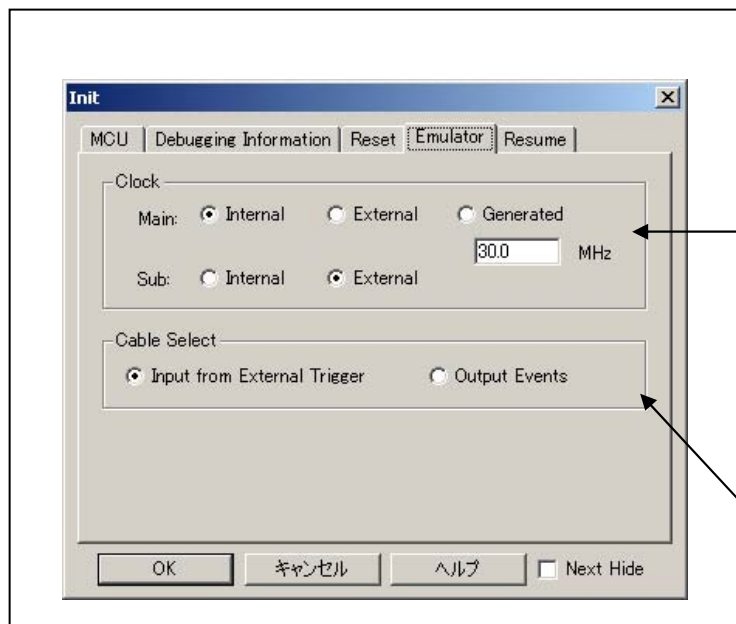 Init
MCU Debugging Information Reset Emulator Resume
Clock
Main: Internal External Generated
30.0 MHz
Sub: Internal External
Cable Select
Input from External Trigger Output Events
OK キャンセル ヘルプ Next Hide